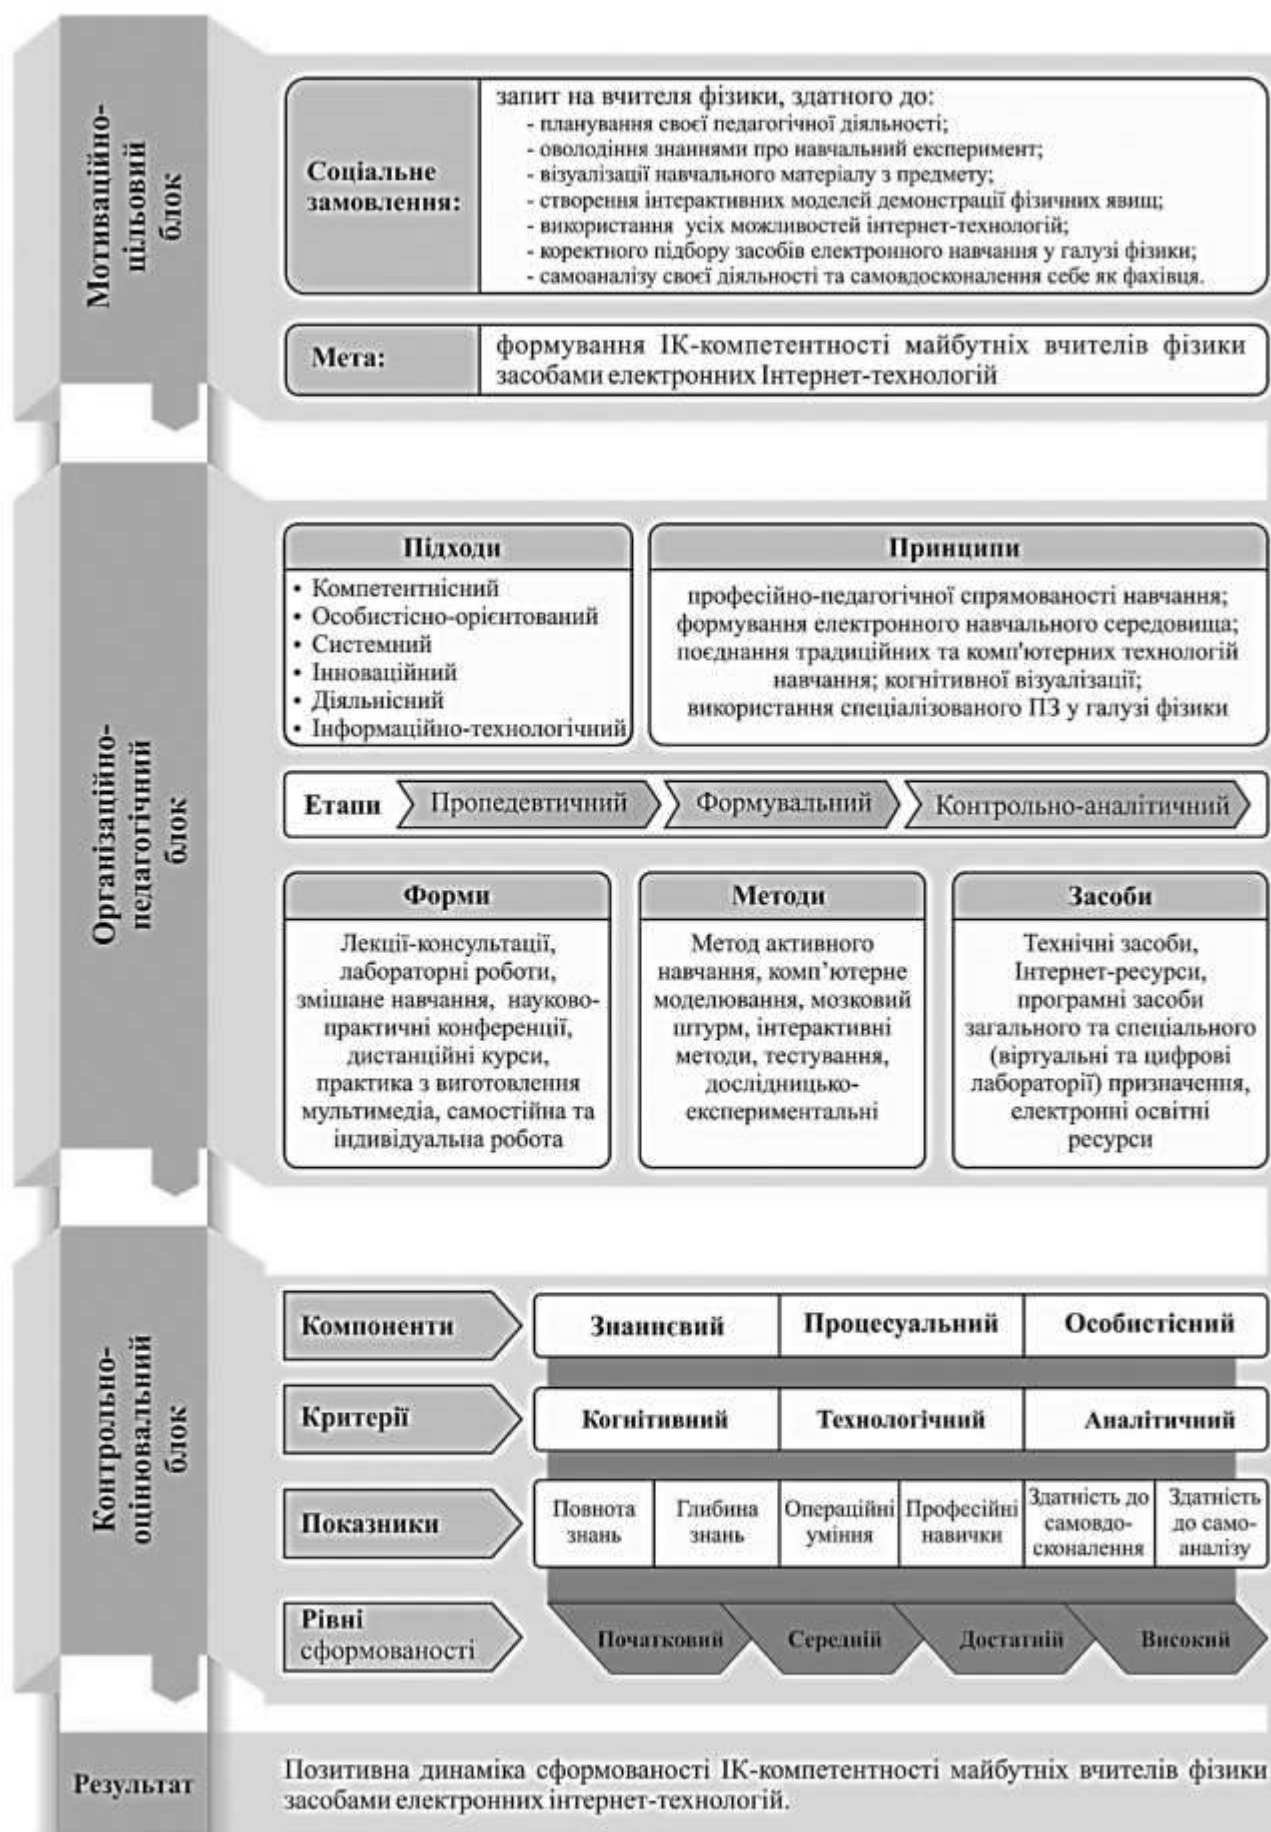 Мотиваційно-
цільовий
блок
Соціальне
замовлення:
запит на вчителя фізики, здатного до:
- планування своєї педагогічної діяльності;
- оволодіння знаннями про навчальний експеримент;
- візуалізації навчального матеріалу з предмету;
- створення інтерактивних моделей демонстрації фізичних явищ;
- використання усіх можливостей інтернет-технологій;
- коректного підбору засобів електронного навчання у галузі фізики;
- самоаналізу своєї діяльності та самовдосконалення себе як фахівця.
Мета:
формування ІК-компетентності майбутніх вчителів фізики
засобами електронних Інтернет-технологій
Організаційно-
педагогічний
блок
Підходи
• Компетентнісний
• Особистісно-орієнтований
• Системний
• Інноваційний
• Діяльнісний
• Інформаційно-технологічний
Принципи
професійно-педагогічної спрямованості навчання;
формування електронного навчального середовища;
поєднання традиційних та комп'ютерних технологій
навчання; когнітивної візуалізації;
використання спеціалізованого ПЗ у галузі фізики
Етапи
Пропедевтичний
Формувальний
Контрольно-аналітичний
Форми
Лекції-консультації,
лабораторні роботи,
змішане навчання, науково-
практичні конференції,
дистанційні курси,
практика з виготовлення
мультимедіа, самостійна та
індивідуальна робота
Методи
Метод активного
навчання, комп’ютерне
моделювання, мозковий
штурм, інтерактивні
методи, тестування,
дослідницько-
експериментальні
Засоби
Технічні засоби,
Інтернет-ресурси,
програмні засоби
загального та спеціального
(віртуальні та цифрові
лабораторії) призначення,
електронні освітні
ресурси
Контрольно-
оцінювальний
блок
Компоненти
Знаннєвий
Процесуальний
Особистісний
Критерії
Когнітивний
Технологічний
Аналітичний
Показники
Повнота
знань
Глибина
знань
Операційні
уміння
Професійні
навички
Здатність до
самовдо-
сконалення
Здатність
до само-
аналізу
Рівні
сформованості
Початковий
Середній
Достатній
Високий
Результат
Позитивна динаміка сформованості ІК-компетентності майбутніх вчителів фізики
засобами електронних інтернет-технологій.